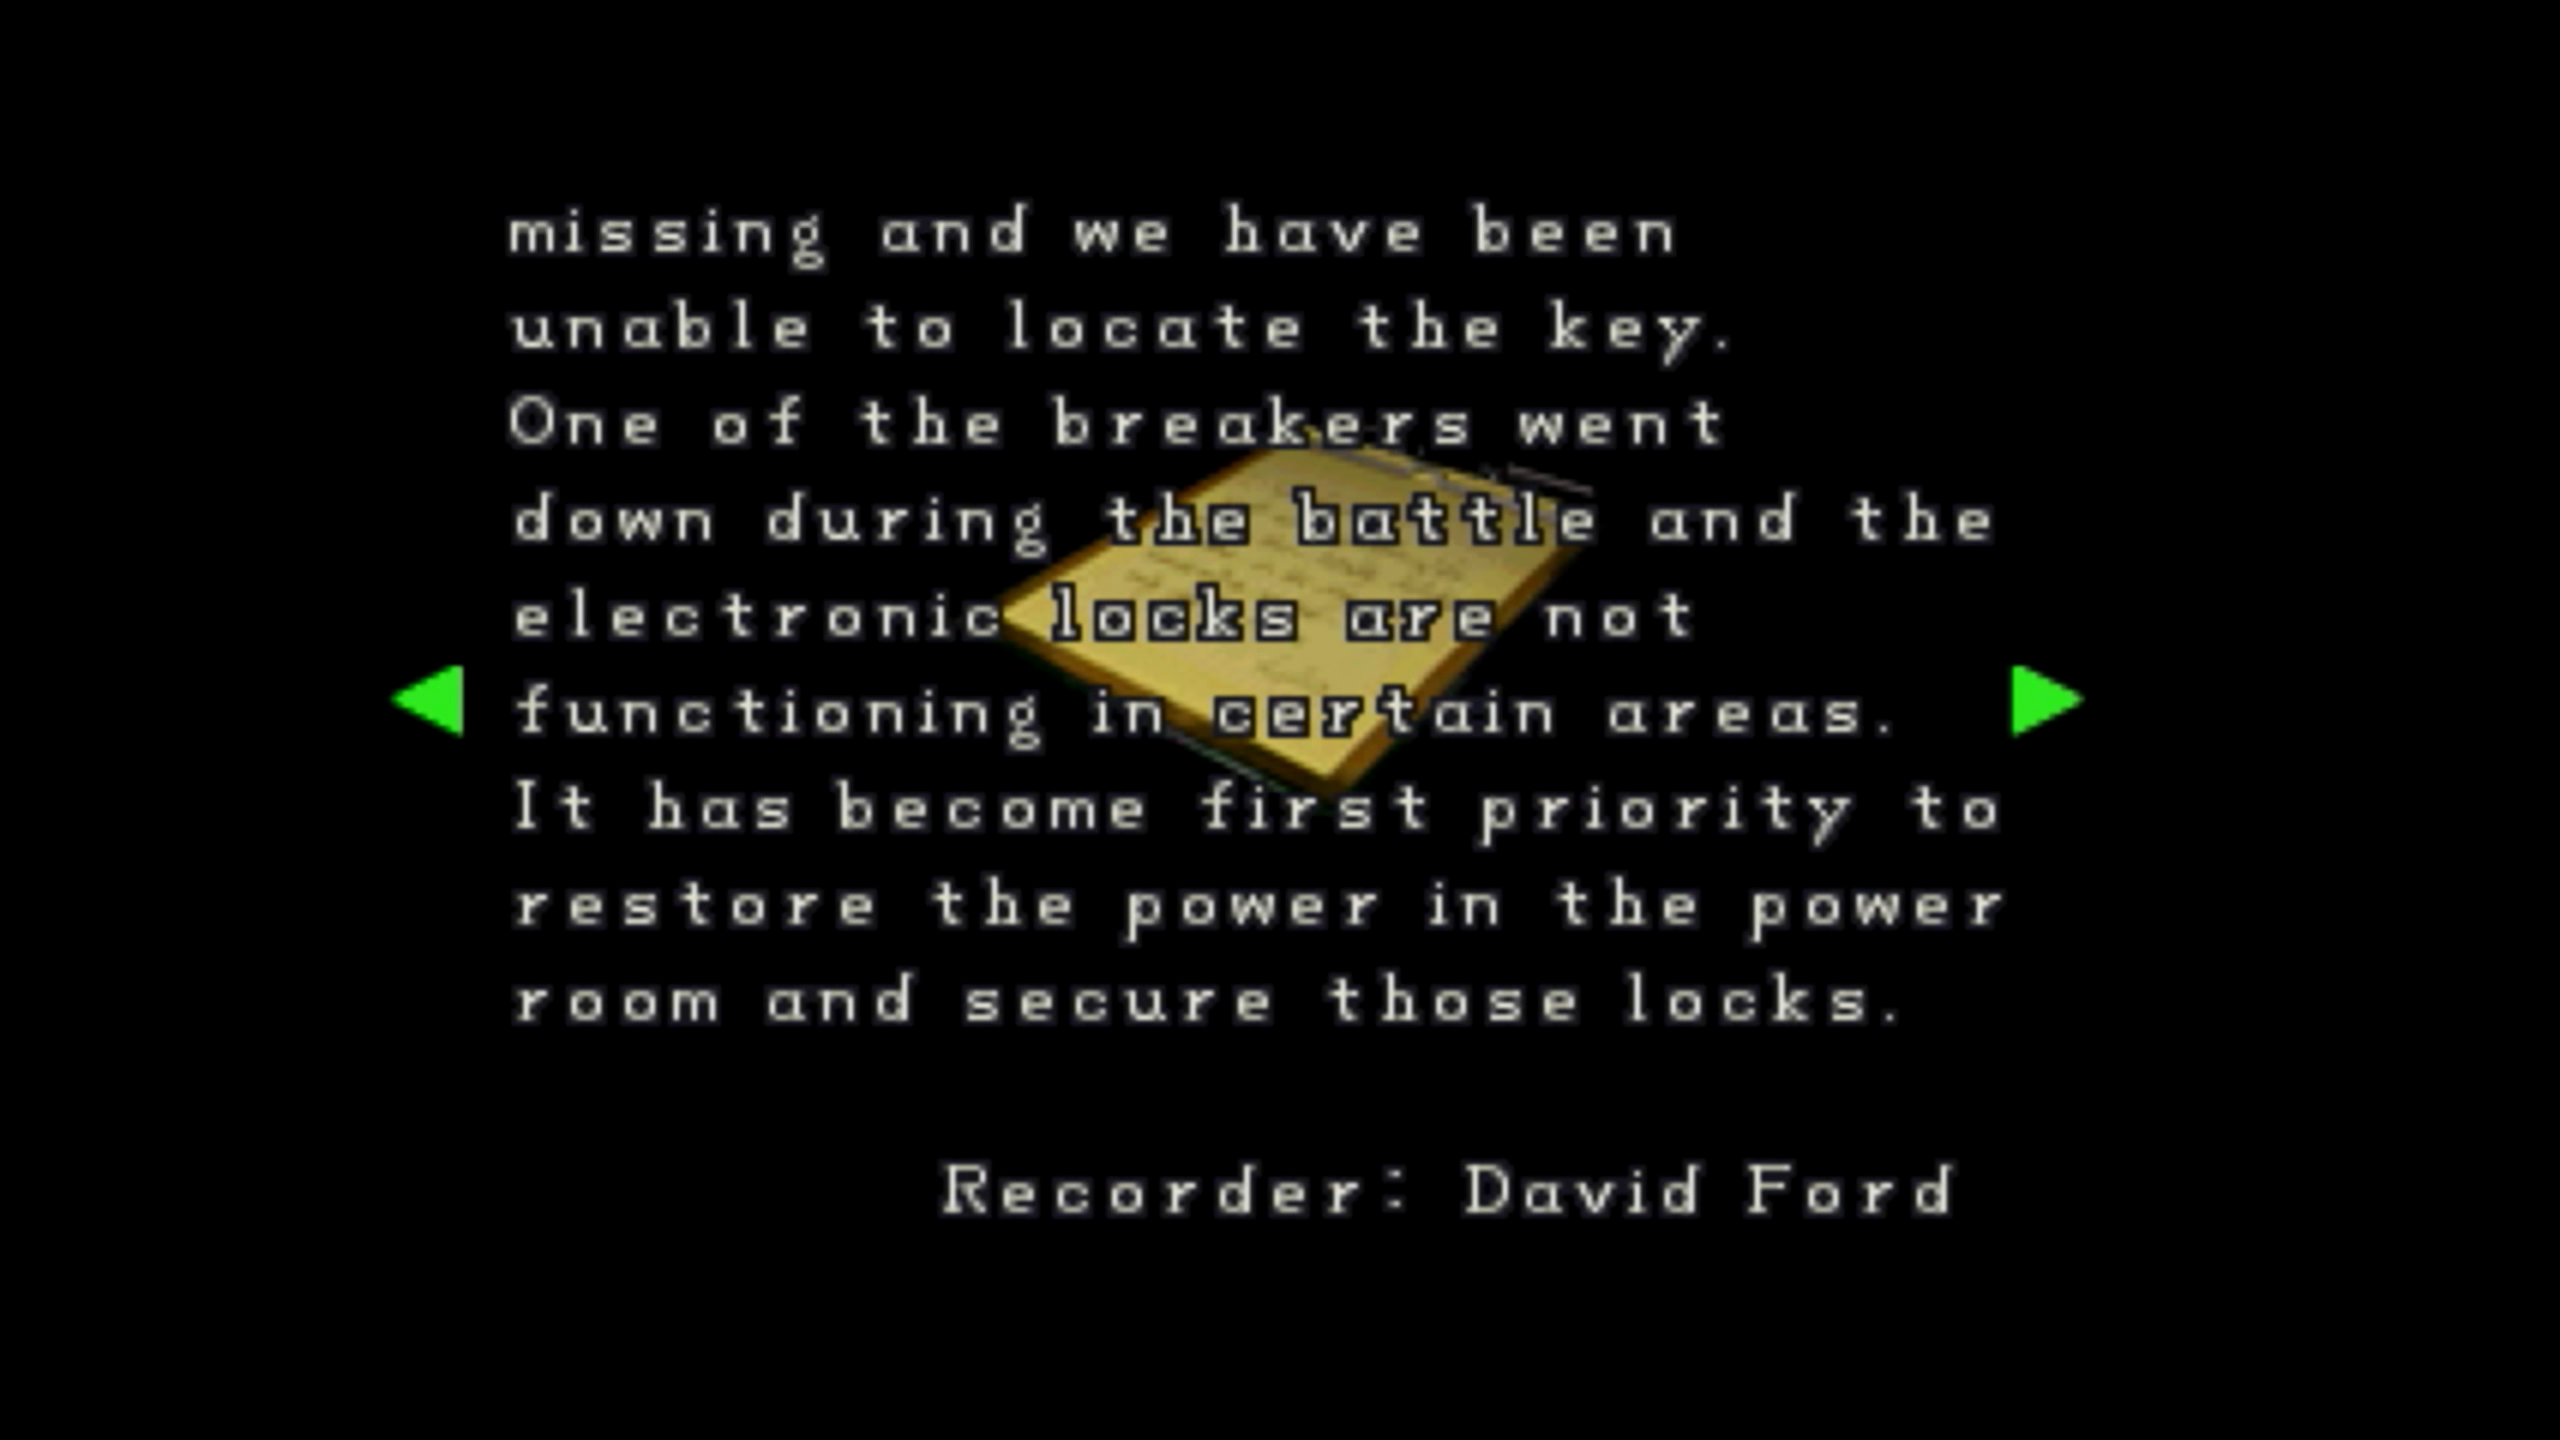 missing and we have been
unable to locate the key.
One of the breakers went
down during the battle and the
electronic locks are not
functioning in certain areas.
It has become first priority to
restore the power in the power
room and secure those locks.
Recorder: David Ford